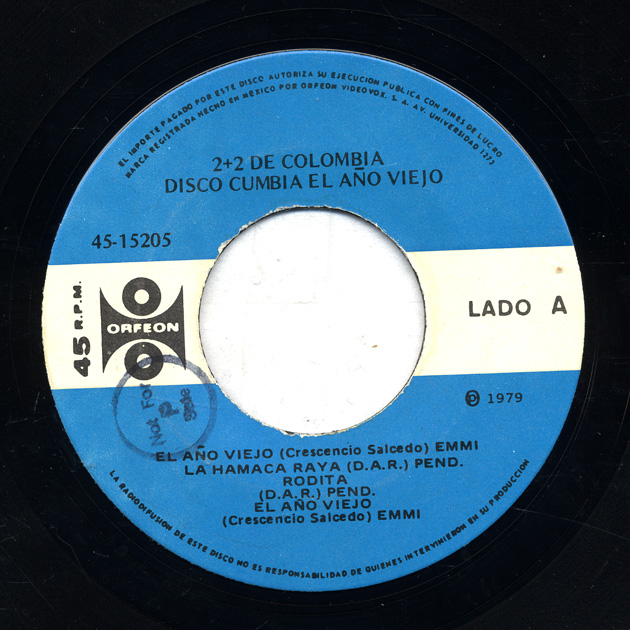 EL IMPORTE PAGADO POR ESTE DISCO AUTORIZA SU EJECUCION PUBLICA CON FINES DE LUCRO
MARCA REGISTRADA HECHO EN MEXICO POR ORFEON VIDEOVOX, S. A. AV. UNIVERSIDAD 1273
2+2 DE COLOMBIA
DISCO CUMBIA EL AÑO VIEJO
45-15205
45 R.P.M.
ORFEON
LADO A
℗ 1979
Not For
Sale
EL AÑO VIEJO (Crescencio Salcedo) EMMI
LA HAMACA RAYA (D.A.R.) PEND.
RODITA
(D.A.R.) PEND.
EL AÑO VIEJO
(Crescencio Salcedo) EMMI
LA RADIODIFUSION DE ESTE DISCO NO ES RESPONSABILIDAD DE QUIENES INTERVINIERON EN SU PRODUCCION